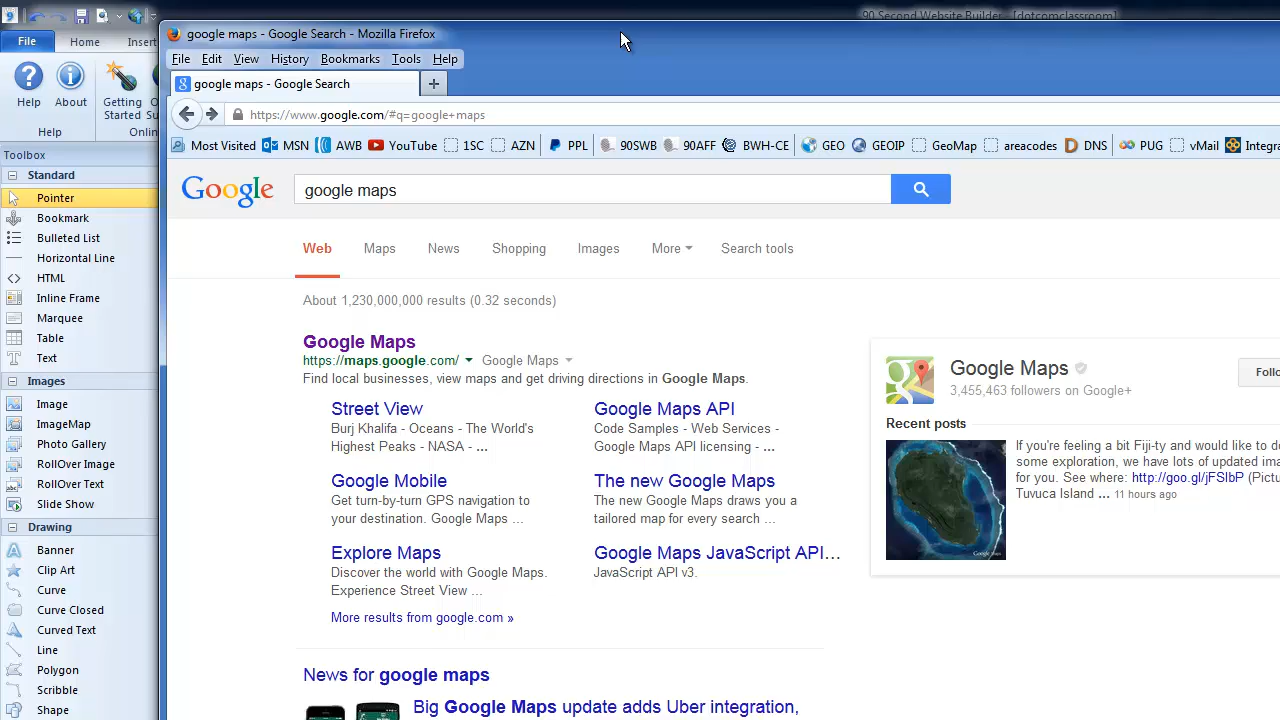 90 Second Website Builder - [dotcomclassroom]
File Home Insert
Help About Getting Started
Help Onlin
Toolbox
Standard
Pointer
Bookmark
Bulleted List
Horizontal Line
HTML
Inline Frame
Marquee
Table
Text
Images
Image
ImageMap
Photo Gallery
RollOver Image
RollOver Text
Slide Show
Drawing
Banner
Clip Art
Curve
Curve Closed
Curved Text
Line
Polygon
Scribble
Shape
google maps - Google Search - Mozilla Firefox
File Edit View History Bookmarks Tools Help
google maps - Google Search
https://www.google.com/#q=google+maps
Most Visited MSN AWB YouTube 1SC AZN PPL 90SWB 90AFF BWH-CE GEO GEOIP GeoMap areacodes DNS PUG vMail Integra
Google google maps
Web Maps News Shopping Images More Search tools
About 1,230,000,000 results (0.32 seconds)
Google Maps
https://maps.google.com/ Google Maps
Find local businesses, view maps and get driving directions in Google Maps.
Street View
Burj Khalifa - Oceans - The World's
Highest Peaks - NASA - ...
Google Maps API
Code Samples - Web Services -
Google Maps API licensing - ...
Google Mobile
Get turn-by-turn GPS navigation to
your destination. Google Maps ...
The new Google Maps
The new Google Maps draws you a
tailored map for every search ...
Explore Maps
Discover the world with Google Maps.
Experience Street View ...
Google Maps JavaScript API...
JavaScript API v3.
More results from google.com »
News for google maps
Big Google Maps update adds Uber integration,
Google Maps
3,455,463 followers on Google+
Follo
Recent posts
If you're feeling a bit Fiji-ty and would like to do
some exploration, we have lots of updated ima
for you. See where: http://goo.gl/jFSlbP (Pictur
Tuvuca Island ... 11 hours ago
Google